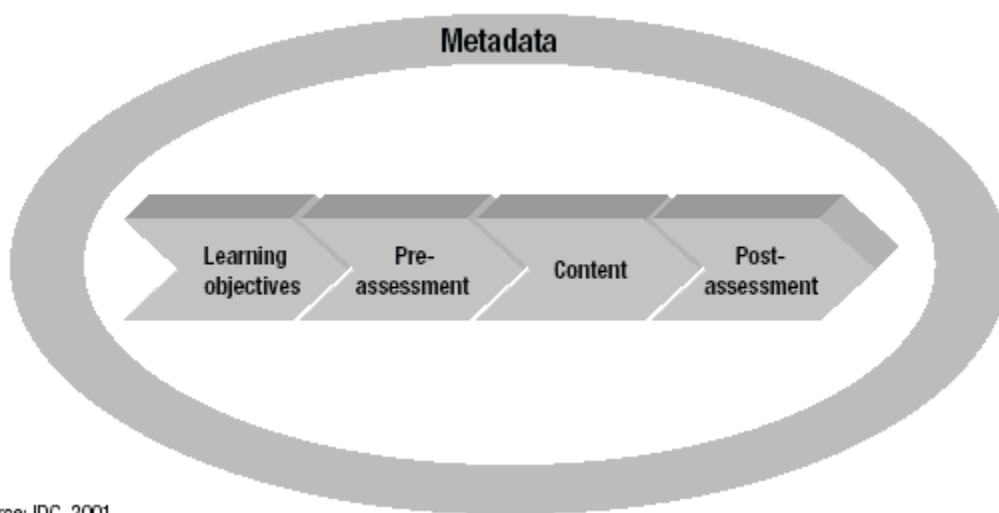 Metadata
Learning
objectives
Pre-
assessment
Content
Post-
assessment
IDC, 2001